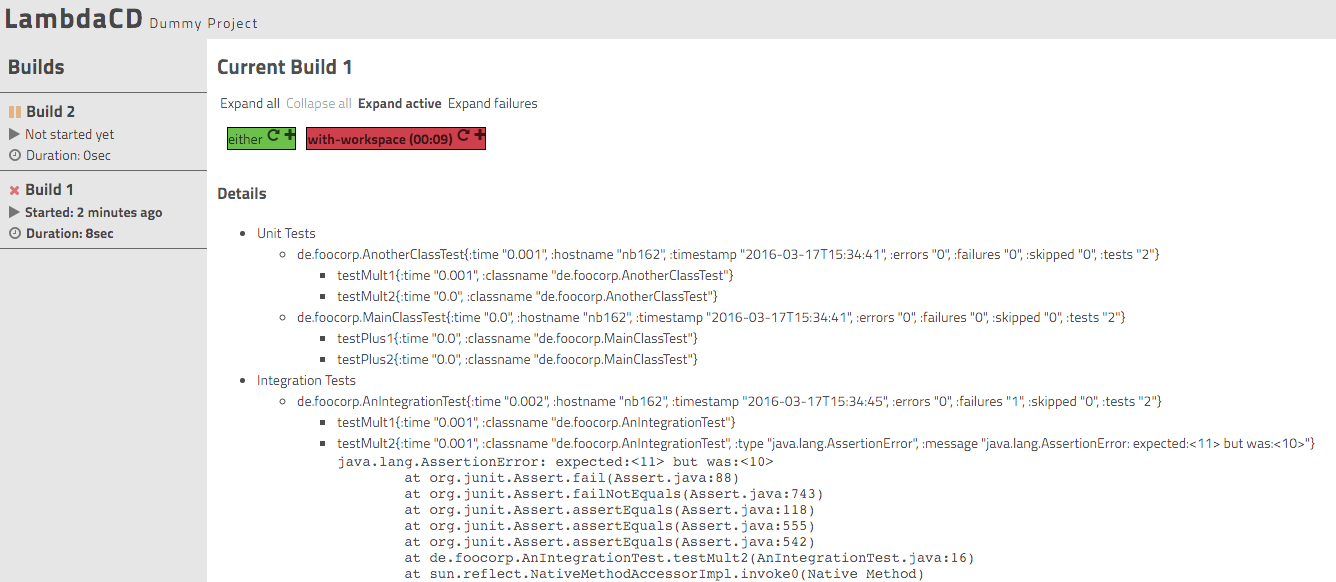 LambdaCD Dummy Project
Builds
Build 2
Not started yet
Duration: 0sec
Build 1
Started: 2 minutes ago
Duration: 8sec
Current Build 1
Expand all Collapse all Expand active Expand failures
either with-workspace (00:09)
Details
Unit Tests
de.foocorp.AnotherClassTest{:time "0.001", :hostname "nb162", :timestamp "2016-03-17T15:34:41", :errors "0", :failures "0", :skipped "0", :tests "2"}
testMult1{:time "0.001", :classname "de.foocorp.AnotherClassTest"}
testMult2{:time "0.0", :classname "de.foocorp.AnotherClassTest"}
de.foocorp.MainClassTest{:time "0.0", :hostname "nb162", :timestamp "2016-03-17T15:34:41", :errors "0", :failures "0", :skipped "0", :tests "2"}
testPlus1{:time "0.0", :classname "de.foocorp.MainClassTest"}
testPlus2{:time "0.0", :classname "de.foocorp.MainClassTest"}
Integration Tests
de.foocorp.AnIntegrationTest{:time "0.002", :hostname "nb162", :timestamp "2016-03-17T15:34:45", :errors "0", :failures "1", :skipped "0", :tests "2"}
testMult1{:time "0.001", :classname "de.foocorp.AnIntegrationTest"}
testMult2{:time "0.001", :classname "de.foocorp.AnIntegrationTest", :type "java.lang.AssertionError", :message "java.lang.AssertionError: expected:<11> but was:<10>"}
java.lang.AssertionError: expected:<11> but was:<10>
at org.junit.Assert.fail(Assert.java:88)
at org.junit.Assert.failNotEquals(Assert.java:743)
at org.junit.Assert.assertEquals(Assert.java:118)
at org.junit.Assert.assertEquals(Assert.java:555)
at org.junit.Assert.assertEquals(Assert.java:542)
at de.foocorp.AnIntegrationTest.testMult2(AnIntegrationTest.java:16)
at sun.reflect.NativeMethodAccessorImpl.invoke0(Native Method)